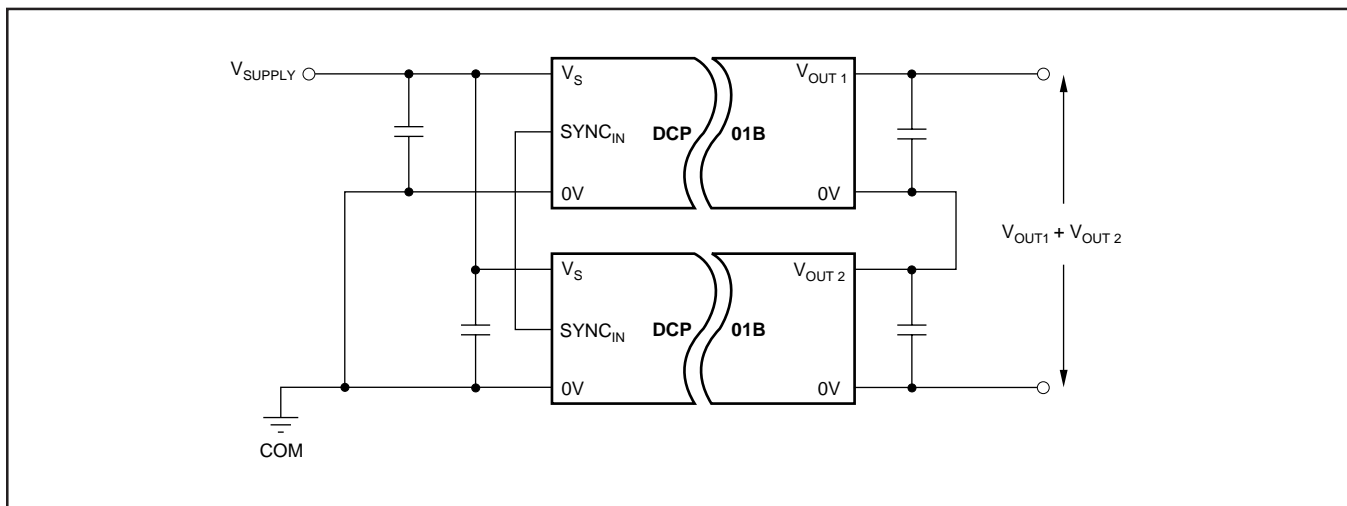 V_SUPPLY
V_S
SYNC_IN
0V
DCP 01B
V_OUT 1
0V
V_OUT1 + V_OUT 2
V_S
SYNC_IN
0V
DCP 01B
V_OUT 2
0V
COM